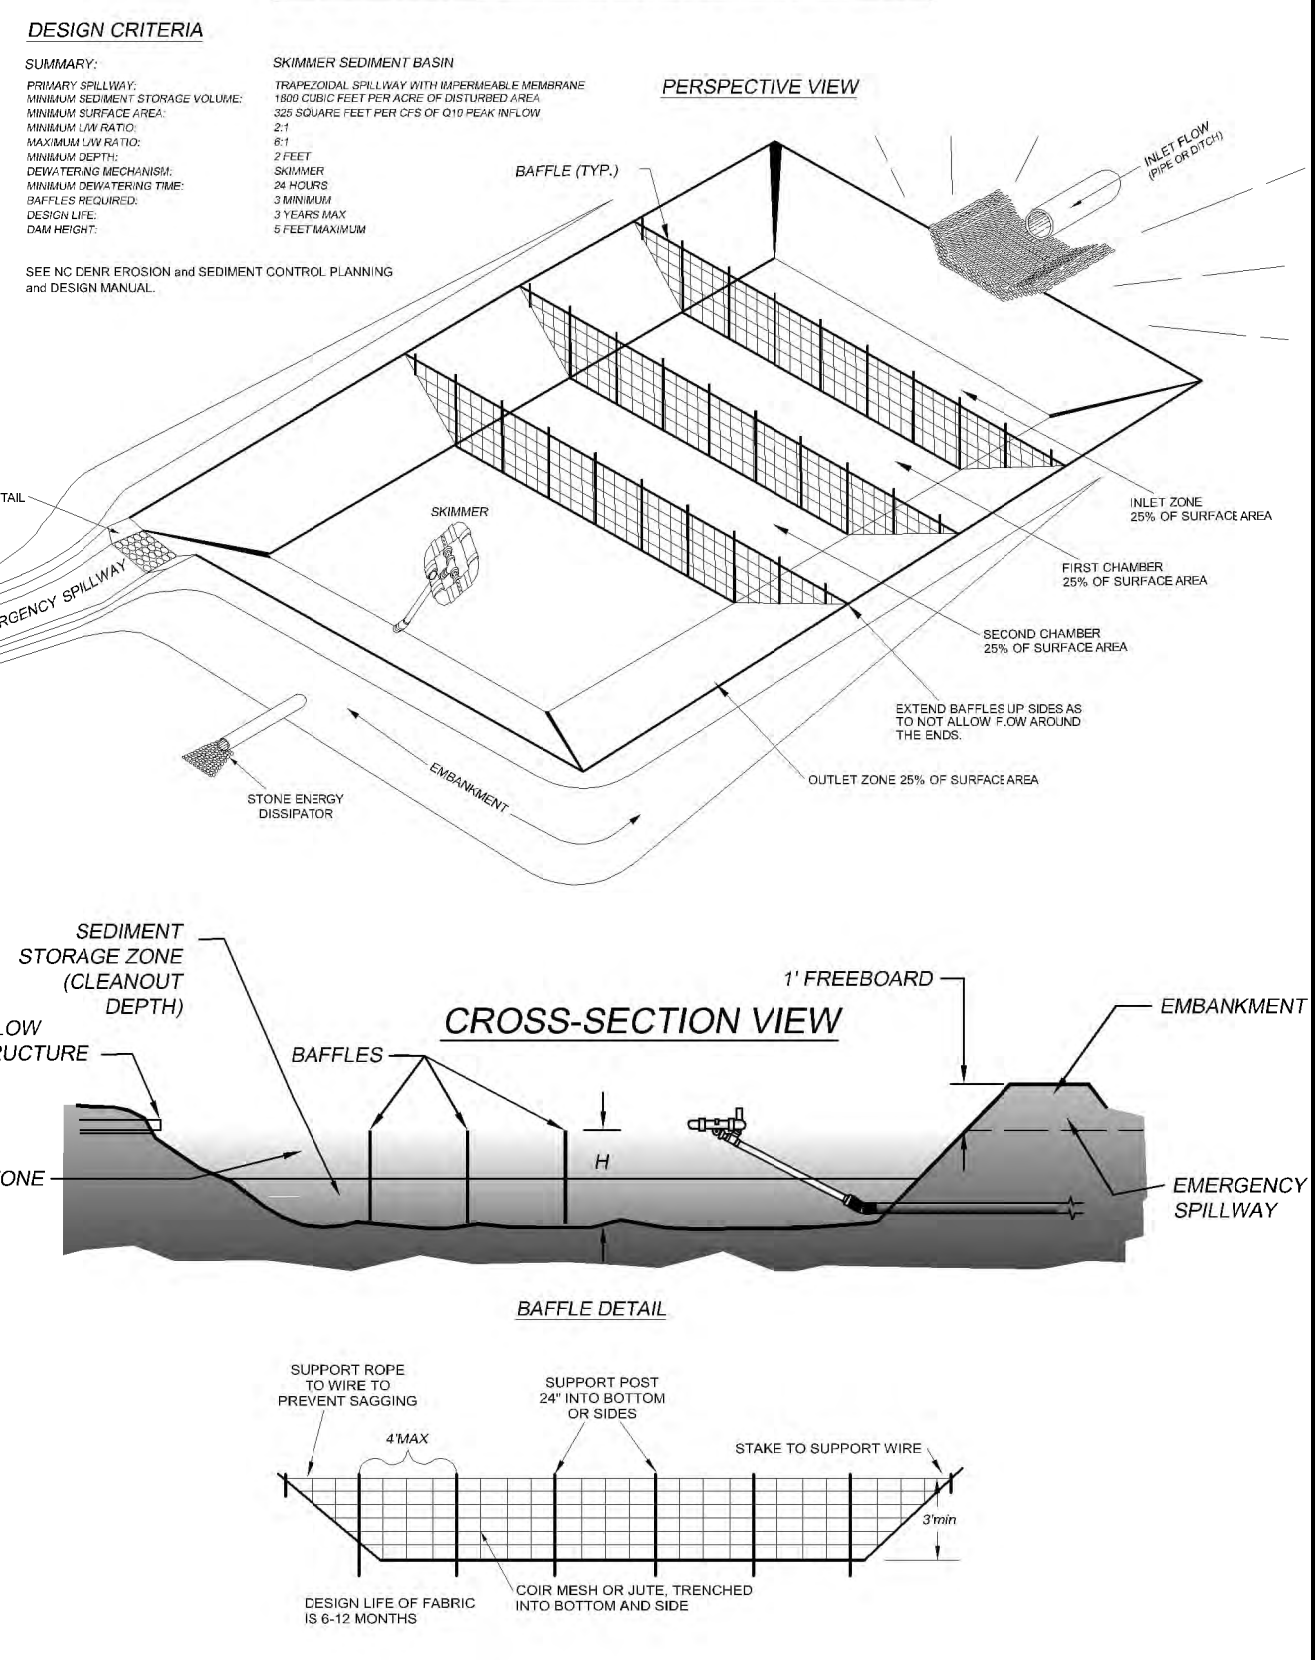 DESIGN CRITERIA
SUMMARY: SKIMMER SEDIMENT BASIN
PRIMARY SPILLWAY: TRAPEZOIDAL SPILLWAY WITH IMPERMEABLE MEMBRANE
MINIMUM SEDIMENT STORAGE VOLUME: 1800 CUBIC FEET PER ACRE OF DISTURBED AREA
MINIMUM SURFACE AREA: 325 SQUARE FEET PER CFS OF Q10 PEAK INFLOW
MINIMUM L/W RATIO: 2:1
MAXIMUM L/W RATIO: 6:1
MINIMUM DEPTH: 2 FEET
DEWATERING MECHANISM: SKIMMER
MINIMUM DEWATERING TIME: 24 HOURS
BAFFLES REQUIRED: 3 MINIMUM
DESIGN LIFE: 3 YEARS MAX
DAM HEIGHT: 5 FEET MAXIMUM
SEE NC DENR EROSION and SEDIMENT CONTROL PLANNING
and DESIGN MANUAL.
PERSPECTIVE VIEW
BAFFLE (TYP.)
INLET FLOW
(PIPE OR DITCH)
TAIL
RGENCY SPILLWAY
SKIMMER
INLET ZONE
25% OF SURFACE AREA
FIRST CHAMBER
25% OF SURFACE AREA
SECOND CHAMBER
25% OF SURFACE AREA
EXTEND BAFFLES UP SIDES AS
TO NOT ALLOW FLOW AROUND
THE ENDS.
OUTLET ZONE 25% OF SURFACE AREA
EMBANKMENT
STONE ENERGY
DISSIPATOR
SEDIMENT
STORAGE ZONE
(CLEANOUT
DEPTH)
LOW
RUCTURE
BAFFLES
CROSS-SECTION VIEW
1' FREEBOARD
EMBANKMENT
H
ONE
EMERGENCY
SPILLWAY
BAFFLE DETAIL
SUPPORT ROPE
TO WIRE TO
PREVENT SAGGING
4'MAX
SUPPORT POST
24" INTO BOTTOM
OR SIDES
STAKE TO SUPPORT WIRE
3'min
COIR MESH OR JUTE, TRENCHED
INTO BOTTOM AND SIDE
DESIGN LIFE OF FABRIC
IS 6-12 MONTHS